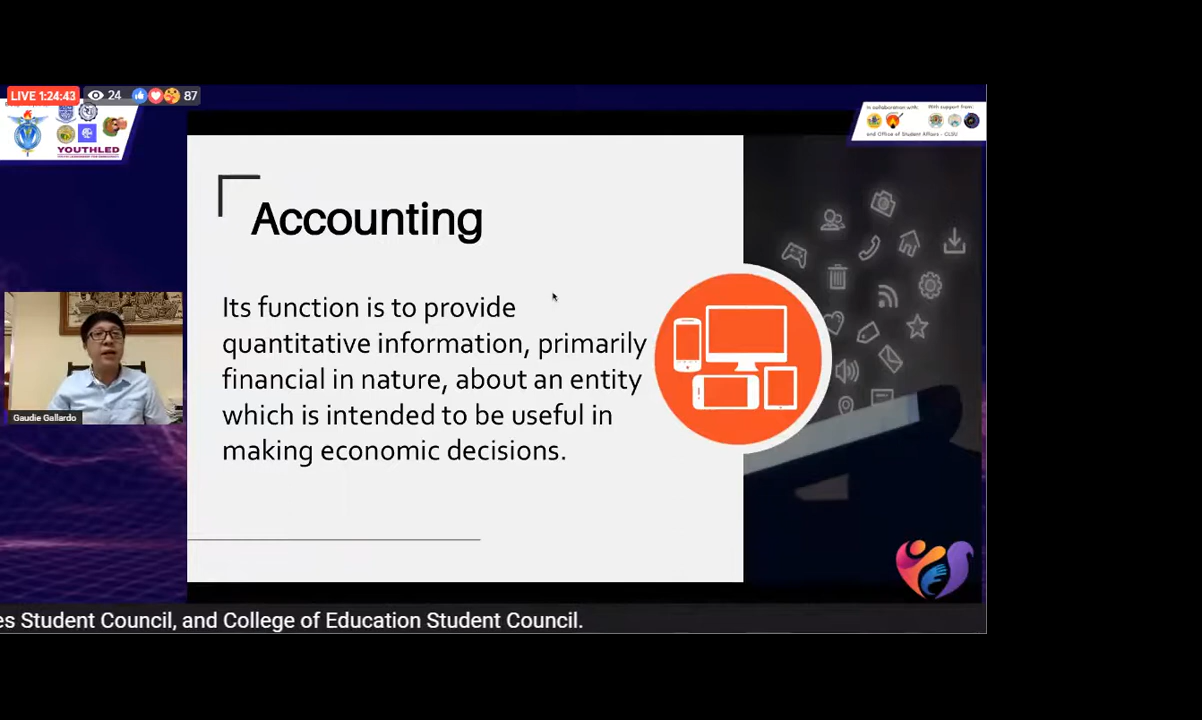 LIVE 1:24:43 24 87
YOUTHLED
In collaboration with: With support from:
and Office of Student Affairs - CLSU
Accounting
Its function is to provide
quantitative information, primarily
financial in nature, about an entity
which is intended to be useful in
making economic decisions.
Gaudie Gallardo
es Student Council, and College of Education Student Council.